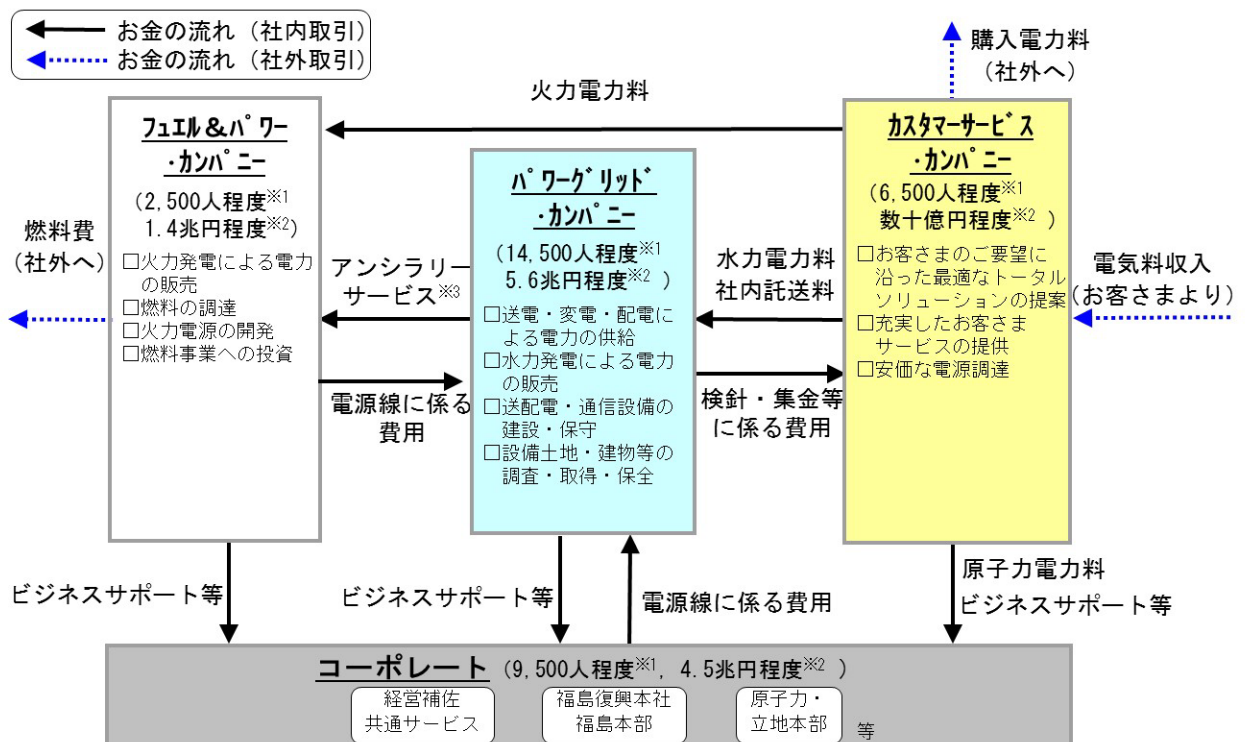 お金の流れ（社内取引）
お金の流れ（社外取引）
購入電力料
（社外へ）
火力電力料
フュエル＆パワー
・カンパニー
（2,500人程度※1
1.4兆円程度※2）
□火力発電による電力
の販売
□燃料の調達
□火力電源の開発
□燃料事業への投資
燃料費
（社外へ）
アンシラリー
サービス※3
電源線に係る
費用
パワーグリッド
・カンパニー
（14,500人程度※1
5.6兆円程度※2 ）
□送電・変電・配電に
よる電力の供給
□水力発電による電力
の販売
□送配電・通信設備の
建設・保守
□設備土地・建物等の
調査・取得・保全
水力電力料
社内託送料
検針・集金等
に係る費用
カスタマーサービス
・カンパニー
（6,500人程度※1
数十億円程度※2 ）
□お客さまのご要望に
沿った最適なトータル
ソリューションの提案
□充実したお客さま
サービスの提供
□安価な電源調達
電気料収入
（お客さまより）
ビジネスサポート等
ビジネスサポート等
電源線に係る費用
原子力電力料
ビジネスサポート等
コーポレート（9,500人程度※1, 4.5兆円程度※2 ）
経営補佐
共通サービス
福島復興本社
福島本部
原子力・
立地本部
等